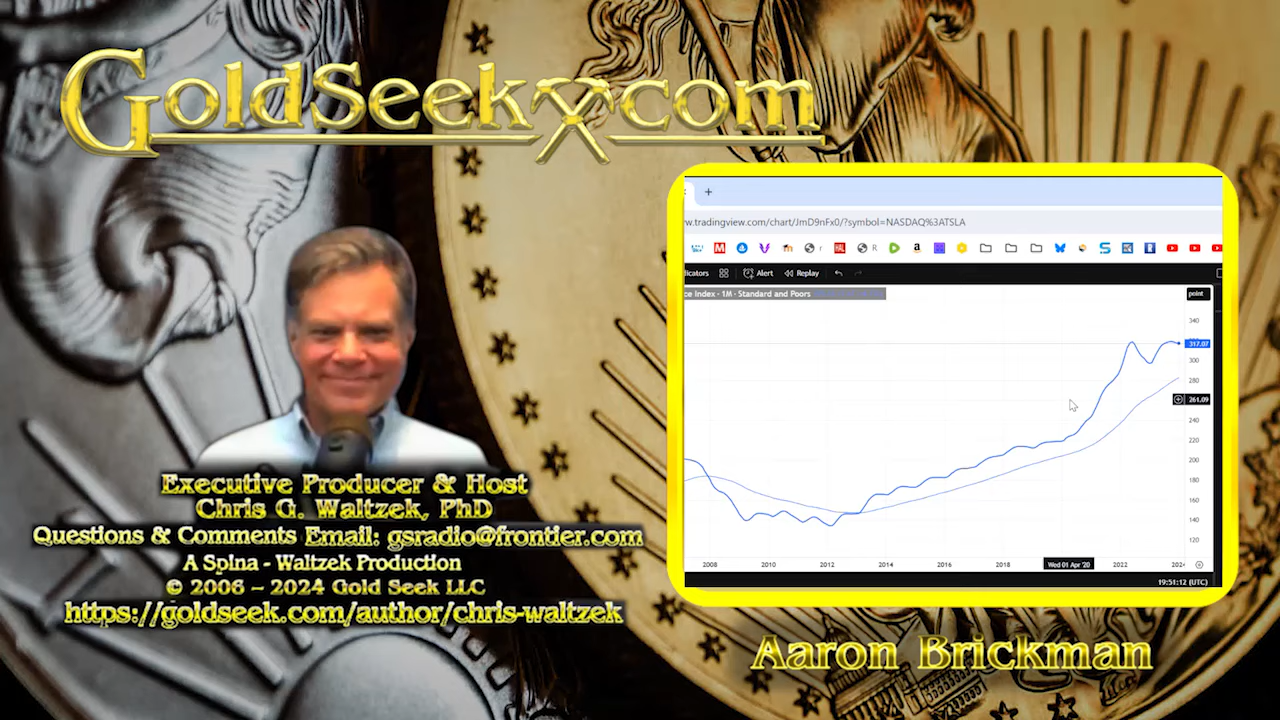 GoldSeek.com
Executive Producer & Host
Chris G. Waltzek, PhD
Questions & Comments Email: gsradio@frontier.com
A Spina - Waltzek Production
© 2006 – 2024 Gold Seek LLC
https://goldseek.com/author/chris-waltzek
w.tradingview.com/chart/JmD9nFx0/?symbol=NASDAQ%3ATSLA
HAL r R
icators Alert Replay
ce Index · 1M · Standard and Poors
point
340
317.07
300
280
261.09
240
220
200
180
160
140
120
2008 2010 2012 2014 2016 2018 Wed 01 Apr '20 2022 2024
19:51:12 (UTC)
Aaron Brickman